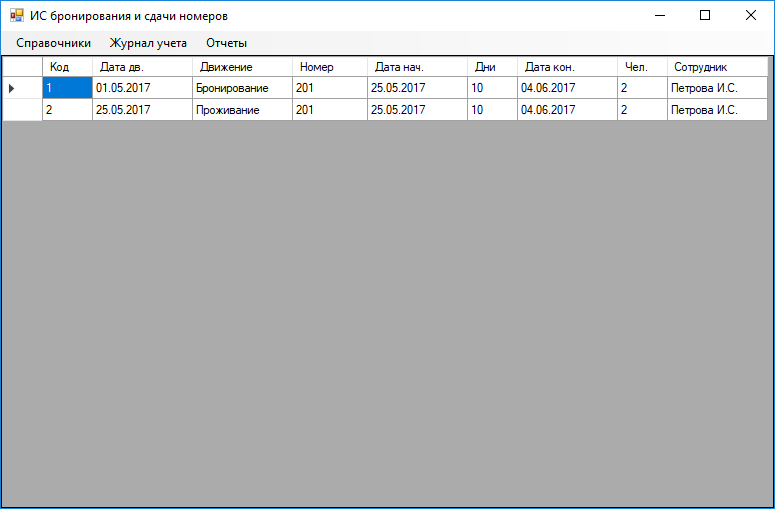 ИС бронирования и сдачи номеров
Справочники Журнал учета Отчеты
Код Дата дв. Движение Номер Дата нач. Дни Дата кон. Чел. Сотрудник
1 01.05.2017 Бронирование 201 25.05.2017 10 04.06.2017 2 Петрова И.С.
2 25.05.2017 Проживание 201 25.05.2017 10 04.06.2017 2 Петрова И.С.